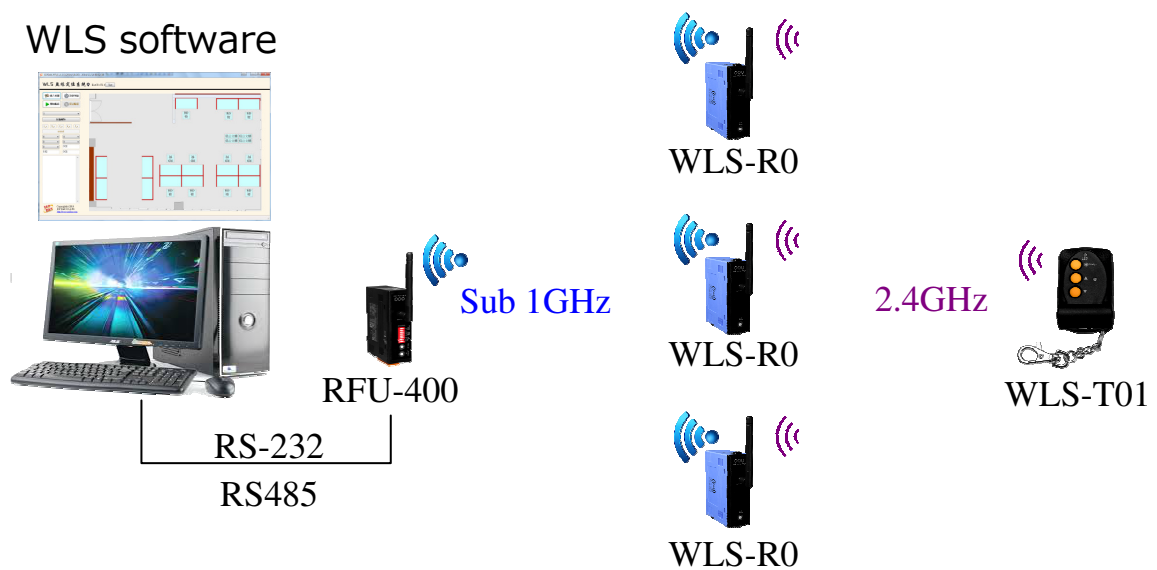 WLS software
WLS-R0
Sub 1GHz
2.4GHz
WLS-R0
RFU-400
WLS-T01
RS-232
RS485
WLS-R0